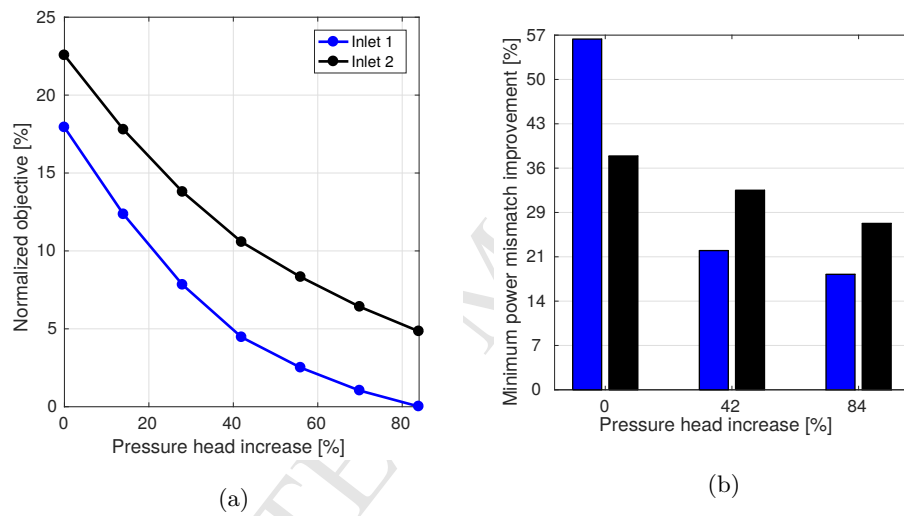 25
20
15
10
5
0
0 20 40 60 80
Normalized objective [%]
Pressure head increase [%]
Inlet 1
Inlet 2
(a)
57
50
43
36
29
21
14
7
0
0 42 84
Minimum power mismatch improvement [%]
Pressure head increase [%]
(b)